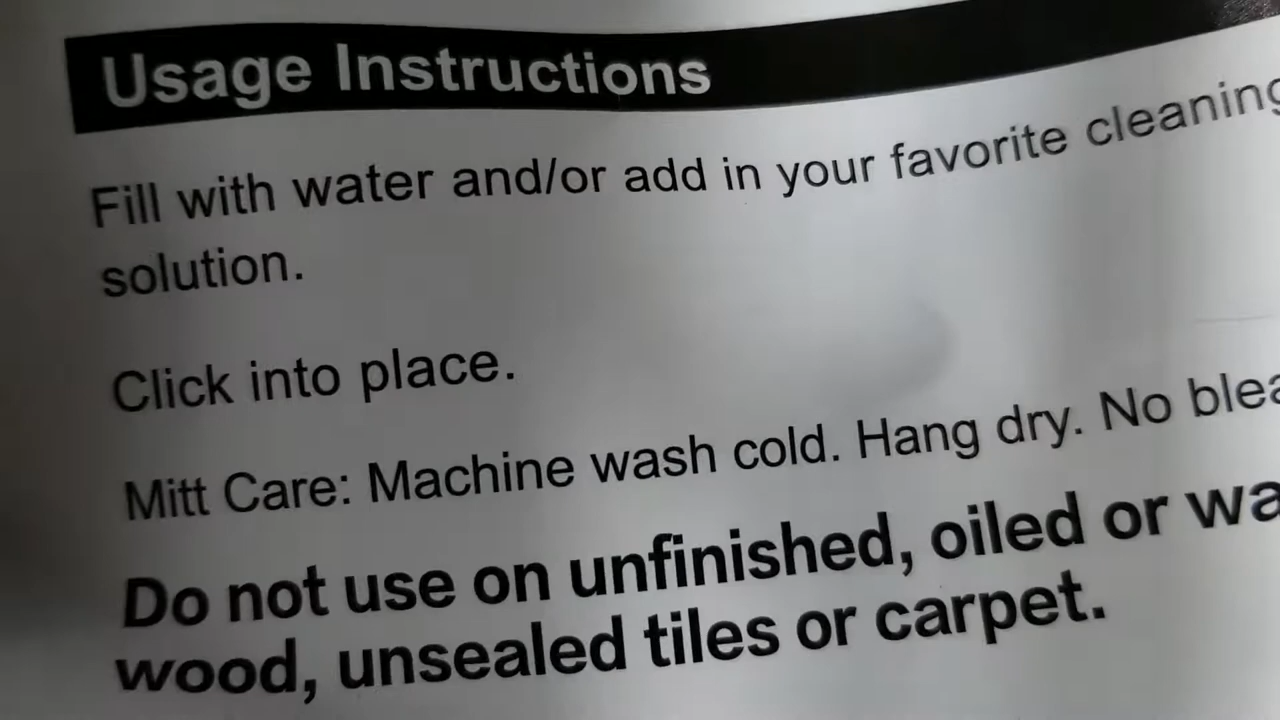 Usage Instructions
Fill with water and/or add in your favorite cleaning
solution.
Click into place.
Mitt Care: Machine wash cold. Hang dry. No
Do not use on unfinished, oiled or
wood, unsealed tiles or carpet.